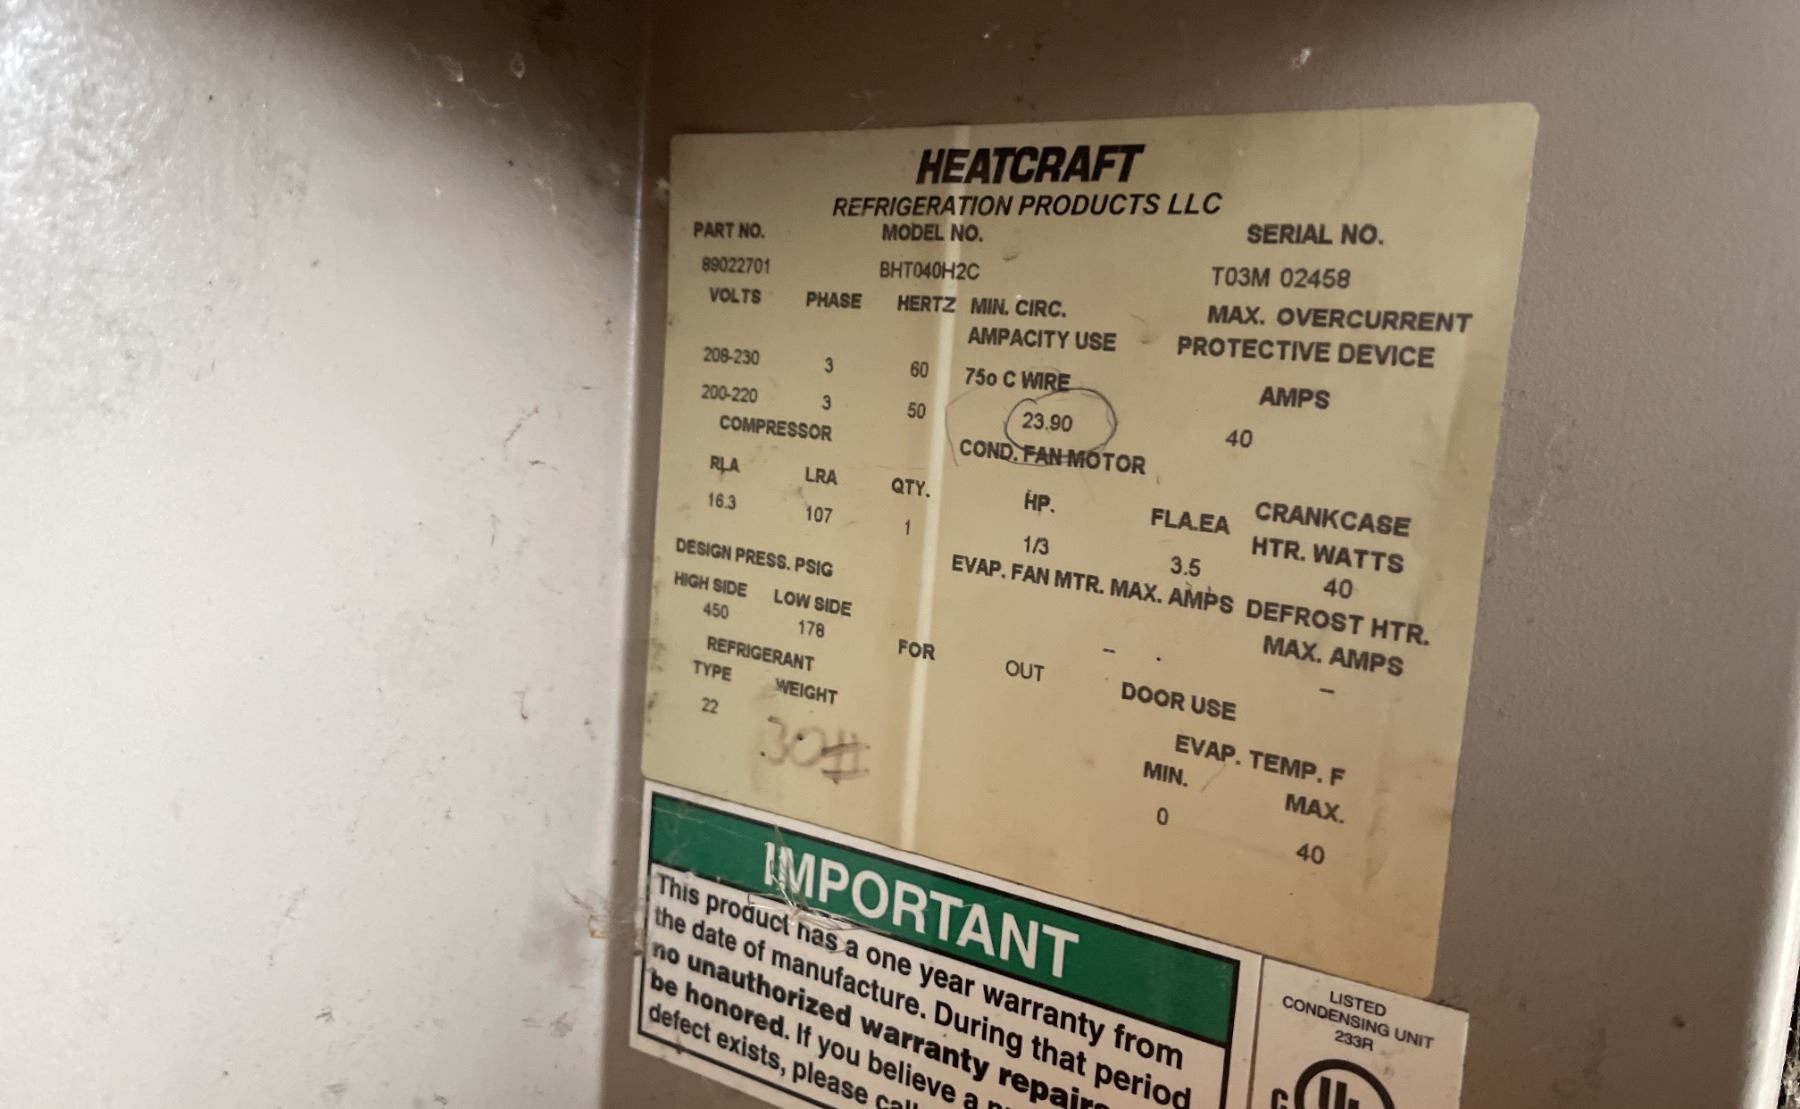 HEATCRAFT
REFRIGERATION PRODUCTS LLC
PART NO. MODEL NO. SERIAL NO.
89022701 BHT040H2C T03M 02458
VOLTS PHASE HERTZ MIN. CIRC. MAX. OVERCURRENT
AMPACITY USE PROTECTIVE DEVICE
208-230 3 60 75o C WIRE AMPS
200-220 3 50 23.90 40
COMPRESSOR COND. FAN MOTOR
RLA LRA QTY. HP. FLA.EA CRANKCASE
HTR. WATTS
16.3 107 1 1/3 3.5 40
DESIGN PRESS. PSIG EVAP. FAN MTR. MAX. AMPS DEFROST HTR.
MAX. AMPS
HIGH SIDE LOW SIDE
450 178 - -
REFRIGERANT FOR OUT DOOR USE
TYPE WEIGHT EVAP. TEMP. F
22 30# MIN. MAX.
0 40
IMPORTANT
This product has a one year warranty from
the date of manufacture. During that period
no unauthorized warranty repairs
be honored. If you believe a
defect exists, please call
LISTED
CONDENSING UNIT
233R
C UL